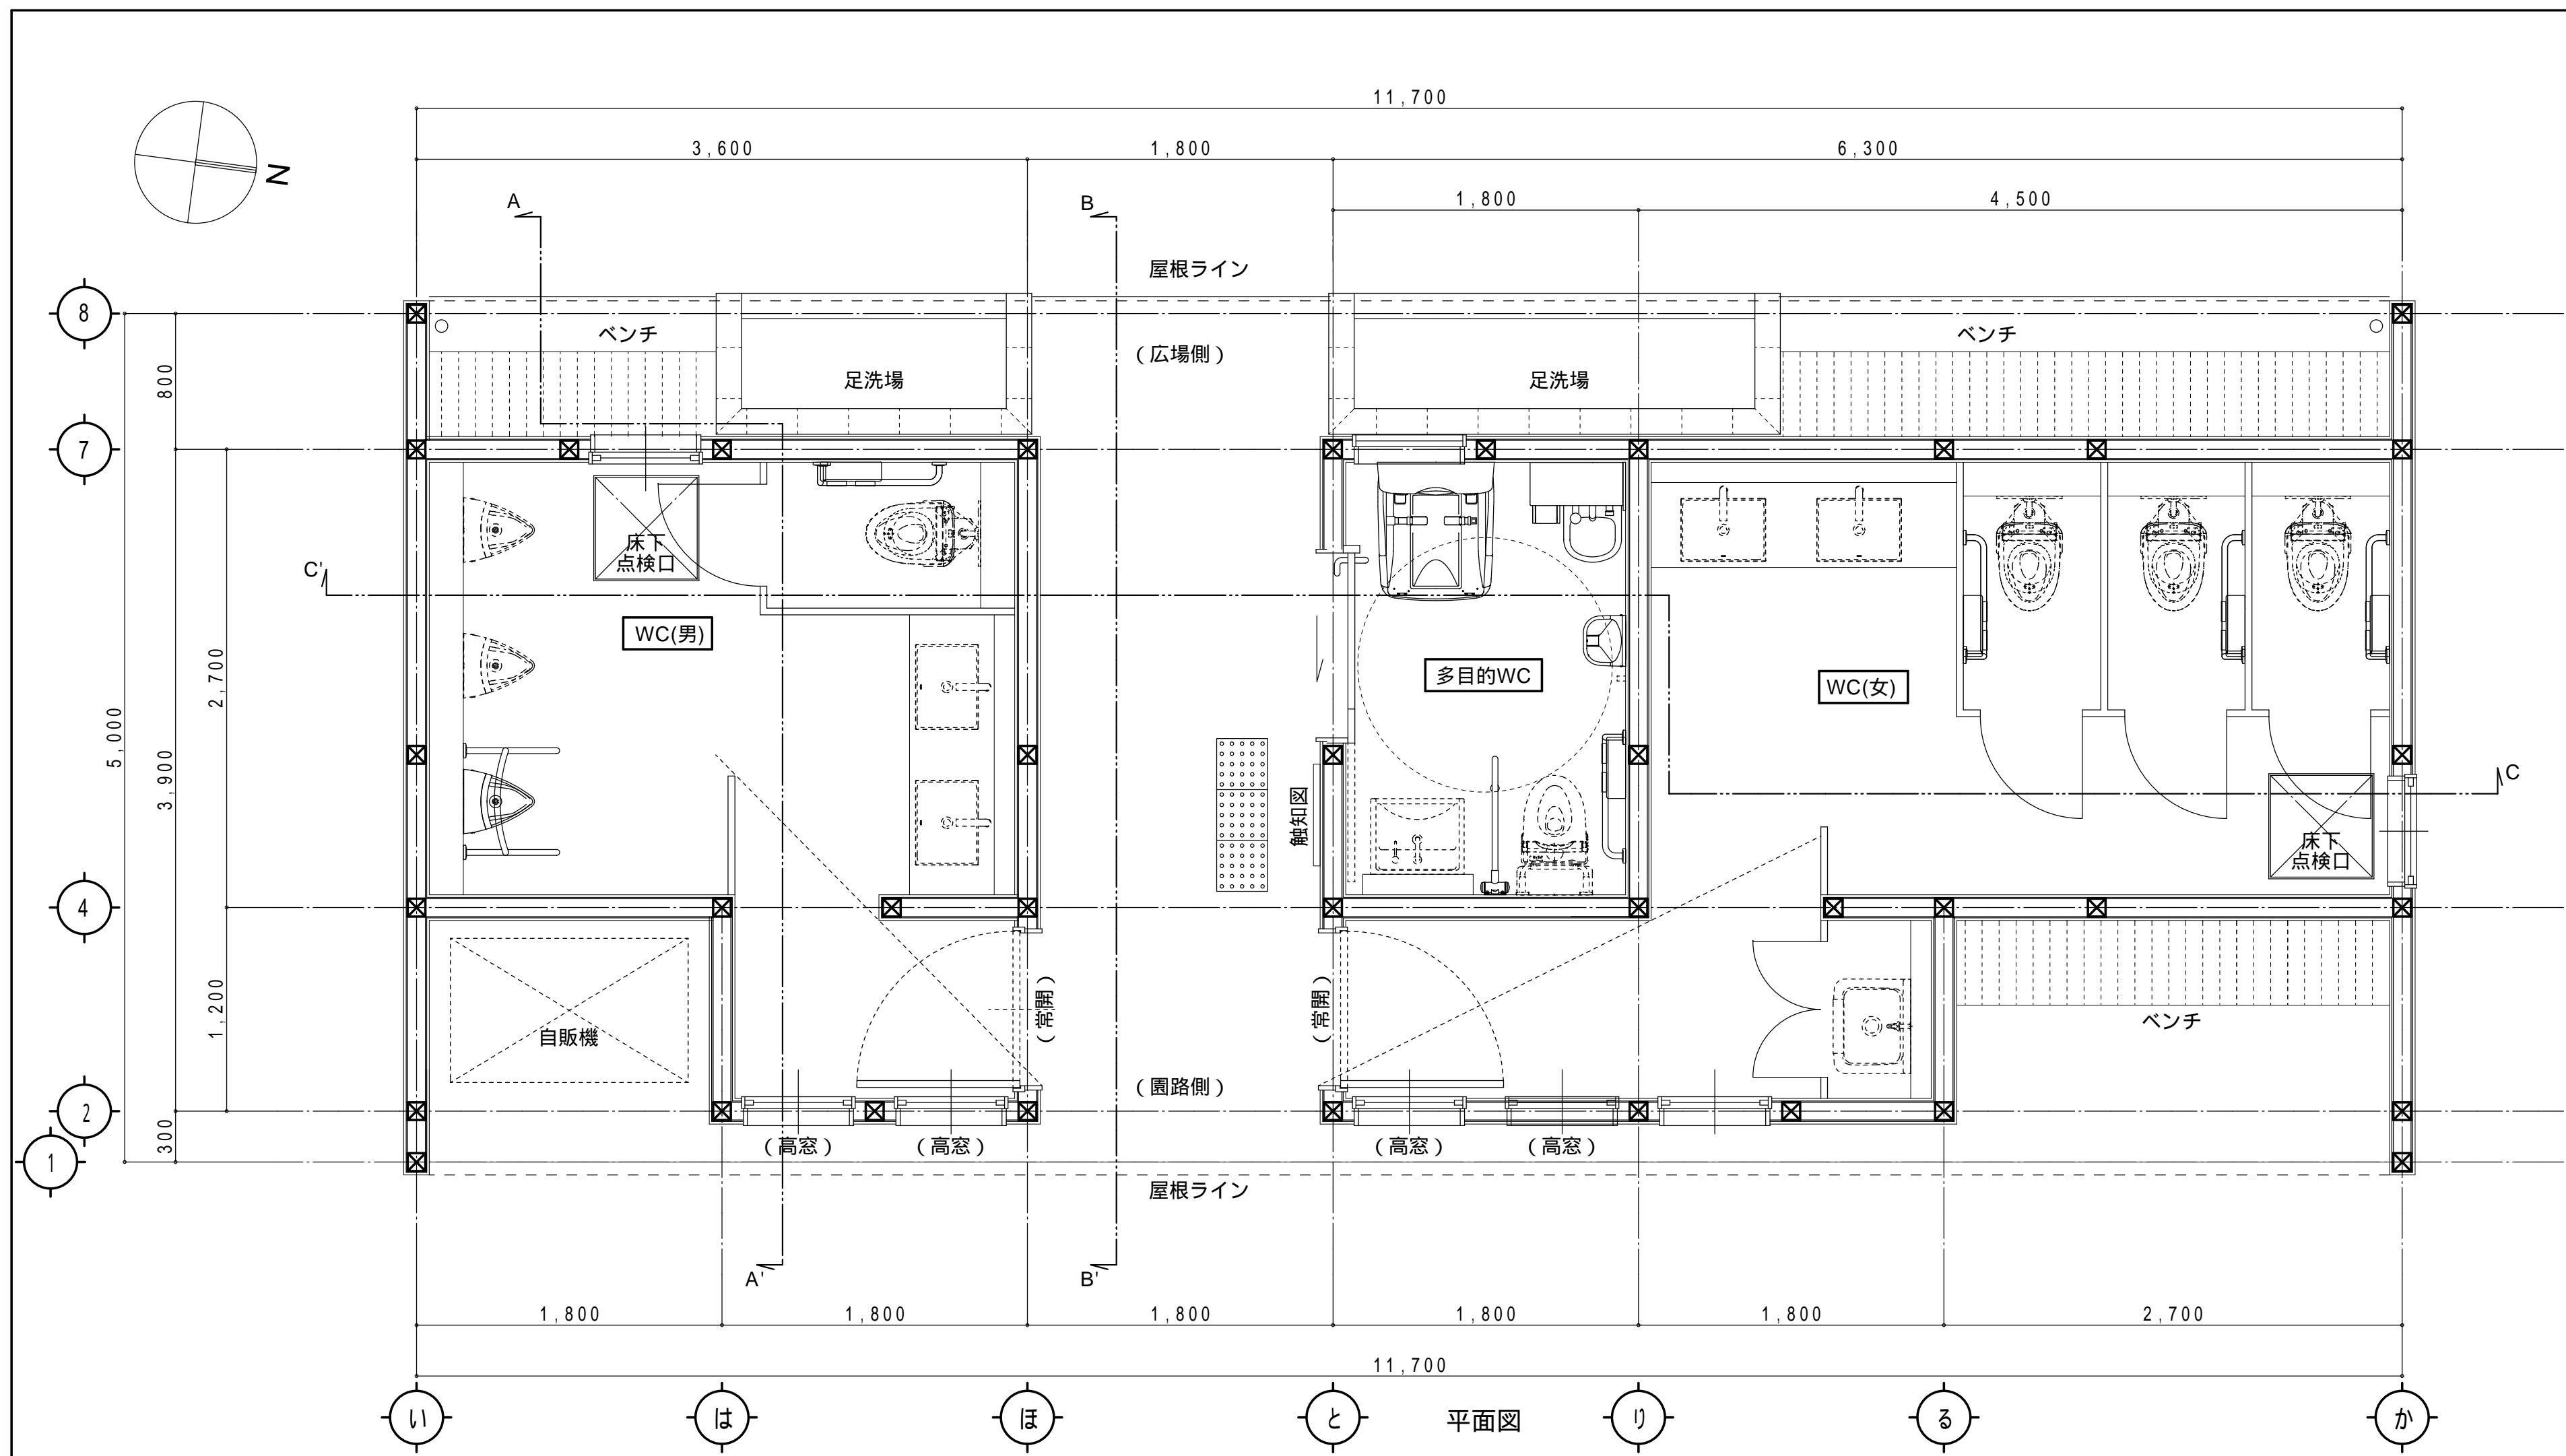 11,700
3,600
1,800
6,300
1,800
4,500
N
A
B
屋根ライン
8
ベンチ
(広場側)
ベンチ
800
足洗場
足洗場
7
床下
点検口
C'
WC(男)
多目的WC
WC(女)
2,700
5,000
3,900
触知図
C
床下
点検口
4
1,200
自販機
(常開)
(常開)
ベンチ
(園路側)
2
300
(高窓)
(高窓)
(高窓)
(高窓)
1
屋根ライン
A'
B'
1,800
1,800
1,800
1,800
1,800
2,700
11,700
い
は
ほ
と
平面図
り
る
か